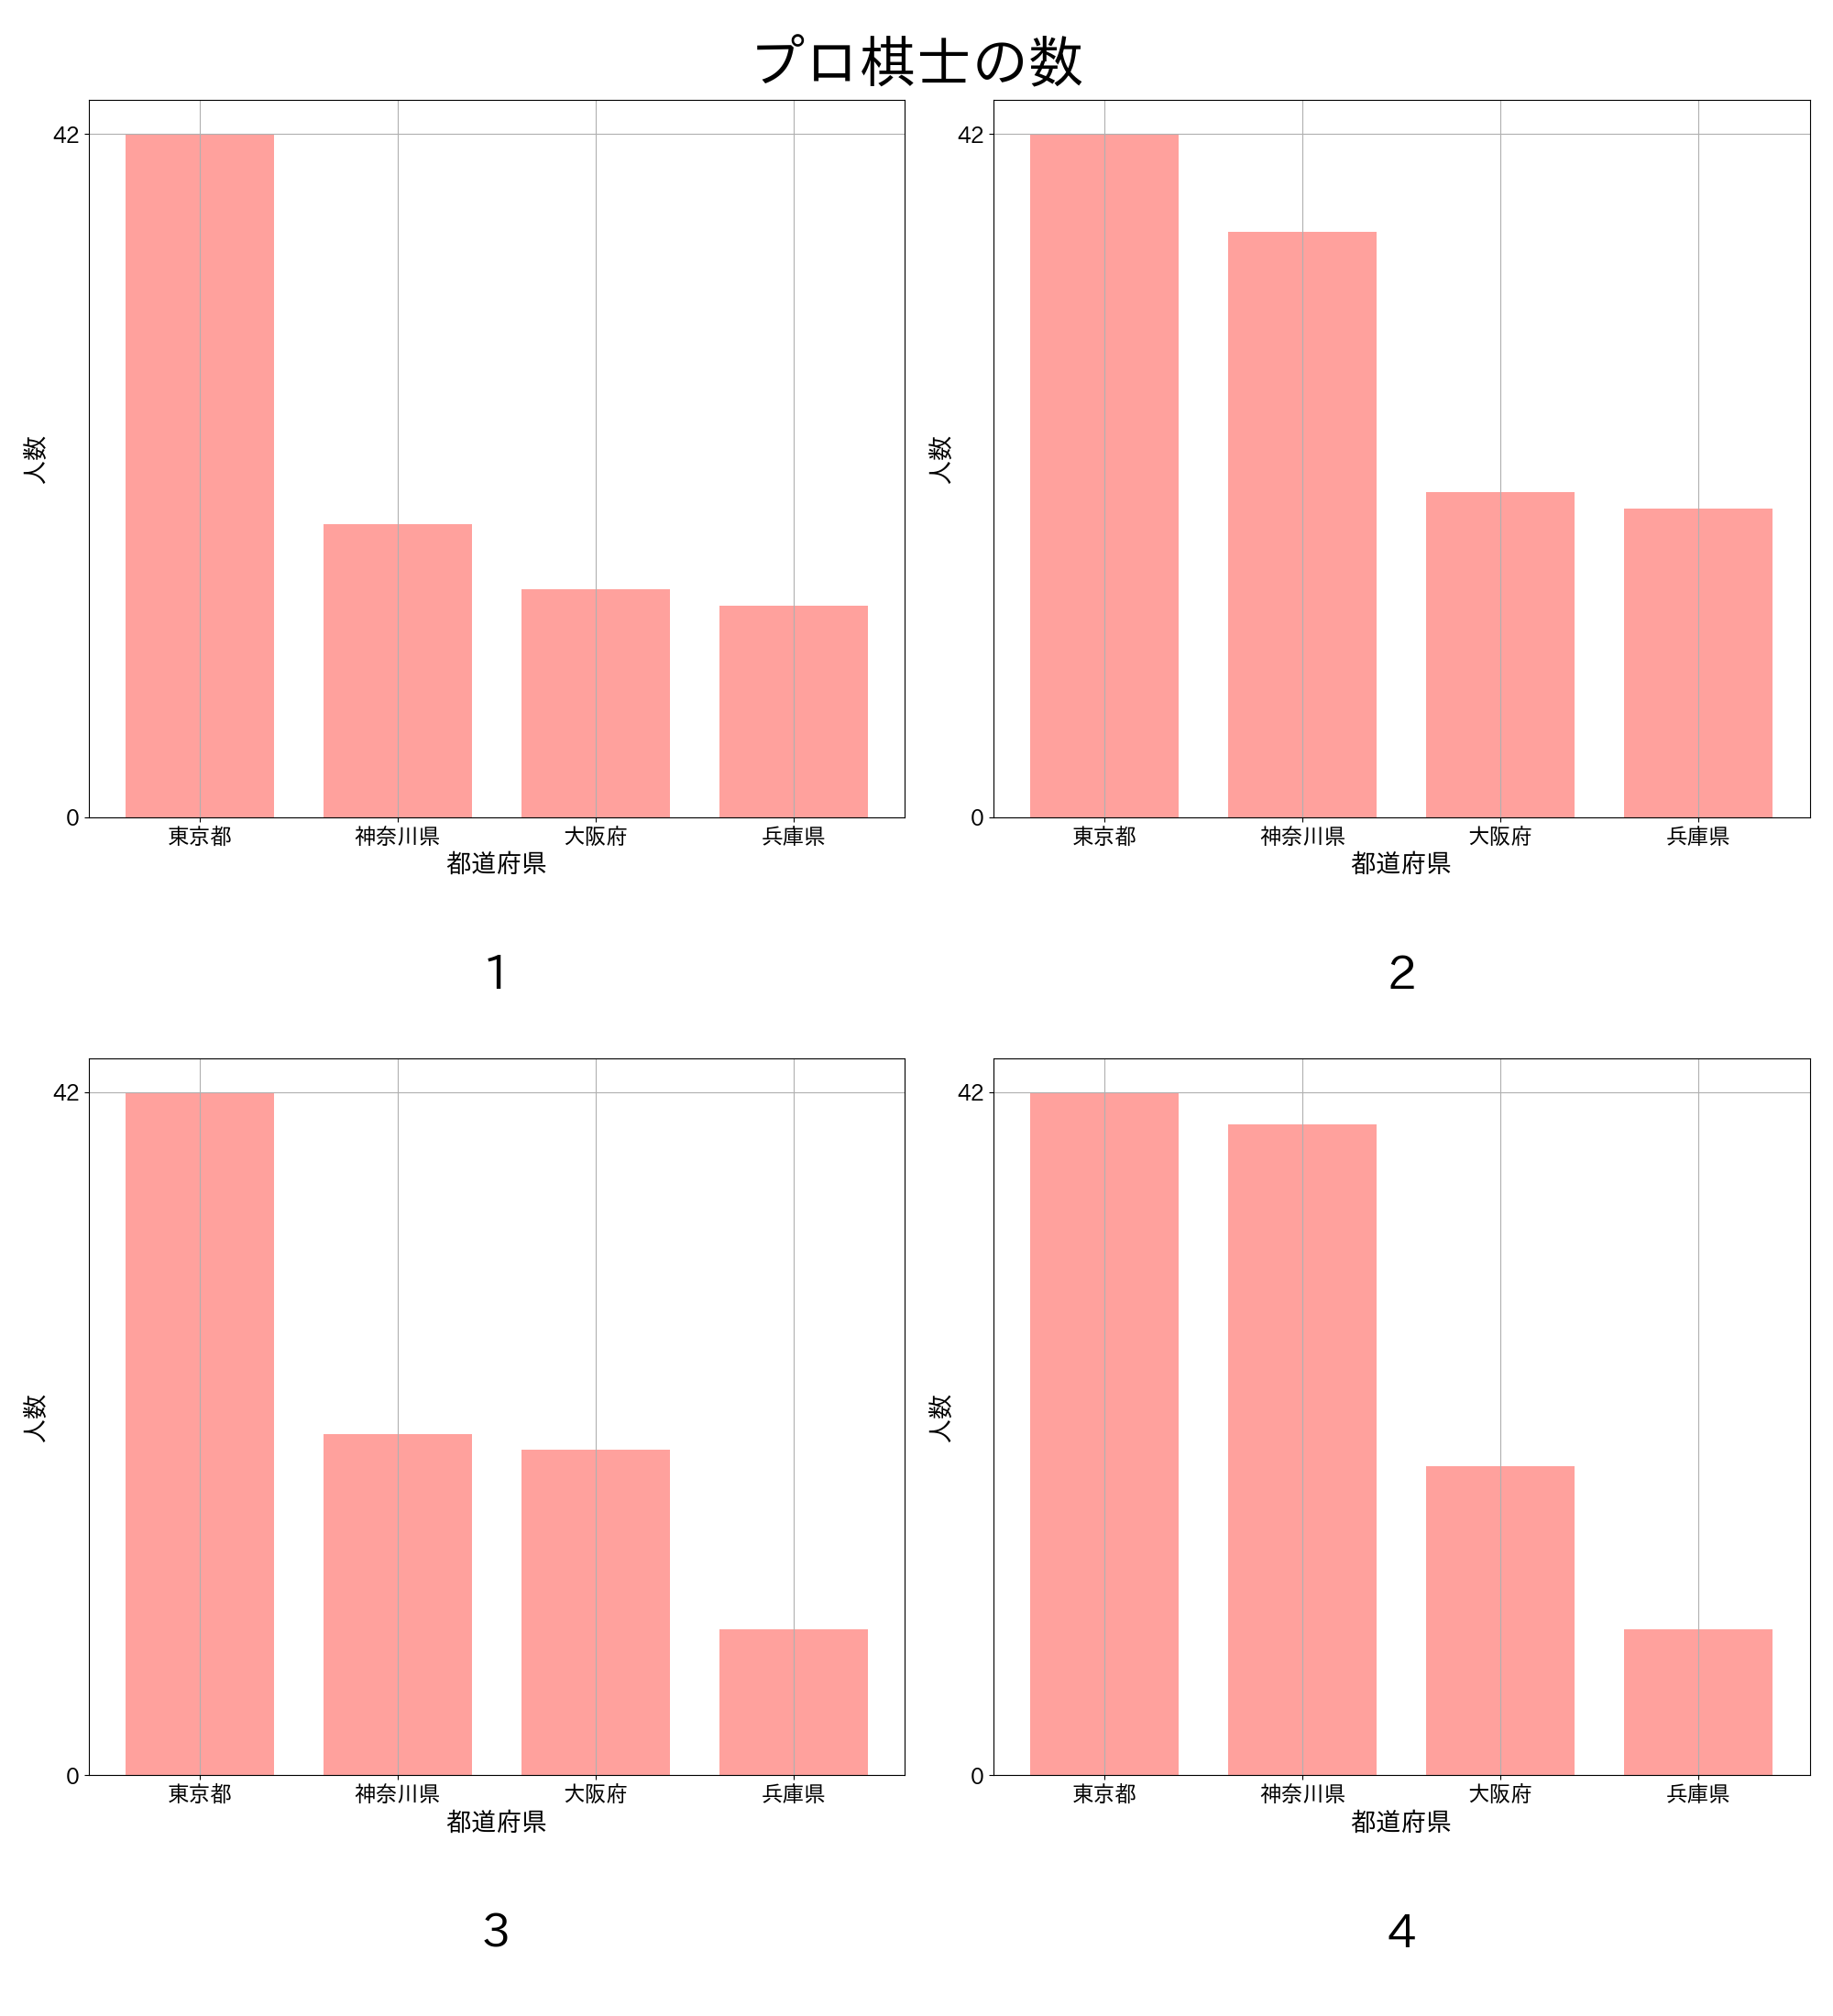 プロ棋士の数
42
人数
0
東京都 神奈川県 大阪府 兵庫県
都道府県
1
42
人数
0
東京都 神奈川県 大阪府 兵庫県
都道府県
2
42
人数
0
東京都 神奈川県 大阪府 兵庫県
都道府県
3
42
人数
0
東京都 神奈川県 大阪府 兵庫県
都道府県
4